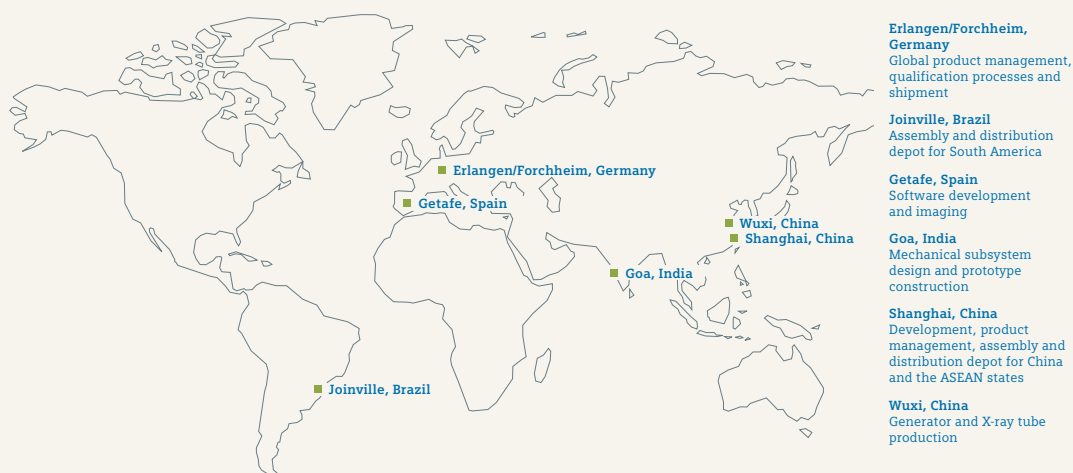 Erlangen/Forchheim, Germany
Getafe, Spain
Wuxi, China
Shanghai, China
Goa, India
Joinville, Brazil
Erlangen/Forchheim,
Germany
Global product management,
qualification processes and
shipment
Joinville, Brazil
Assembly and distribution
depot for South America
Getafe, Spain
Software development
and imaging
Goa, India
Mechanical subsystem
design and prototype
construction
Shanghai, China
Development, product
management, assembly and
distribution depot for China
and the ASEAN states
Wuxi, China
Generator and X-ray tube
production